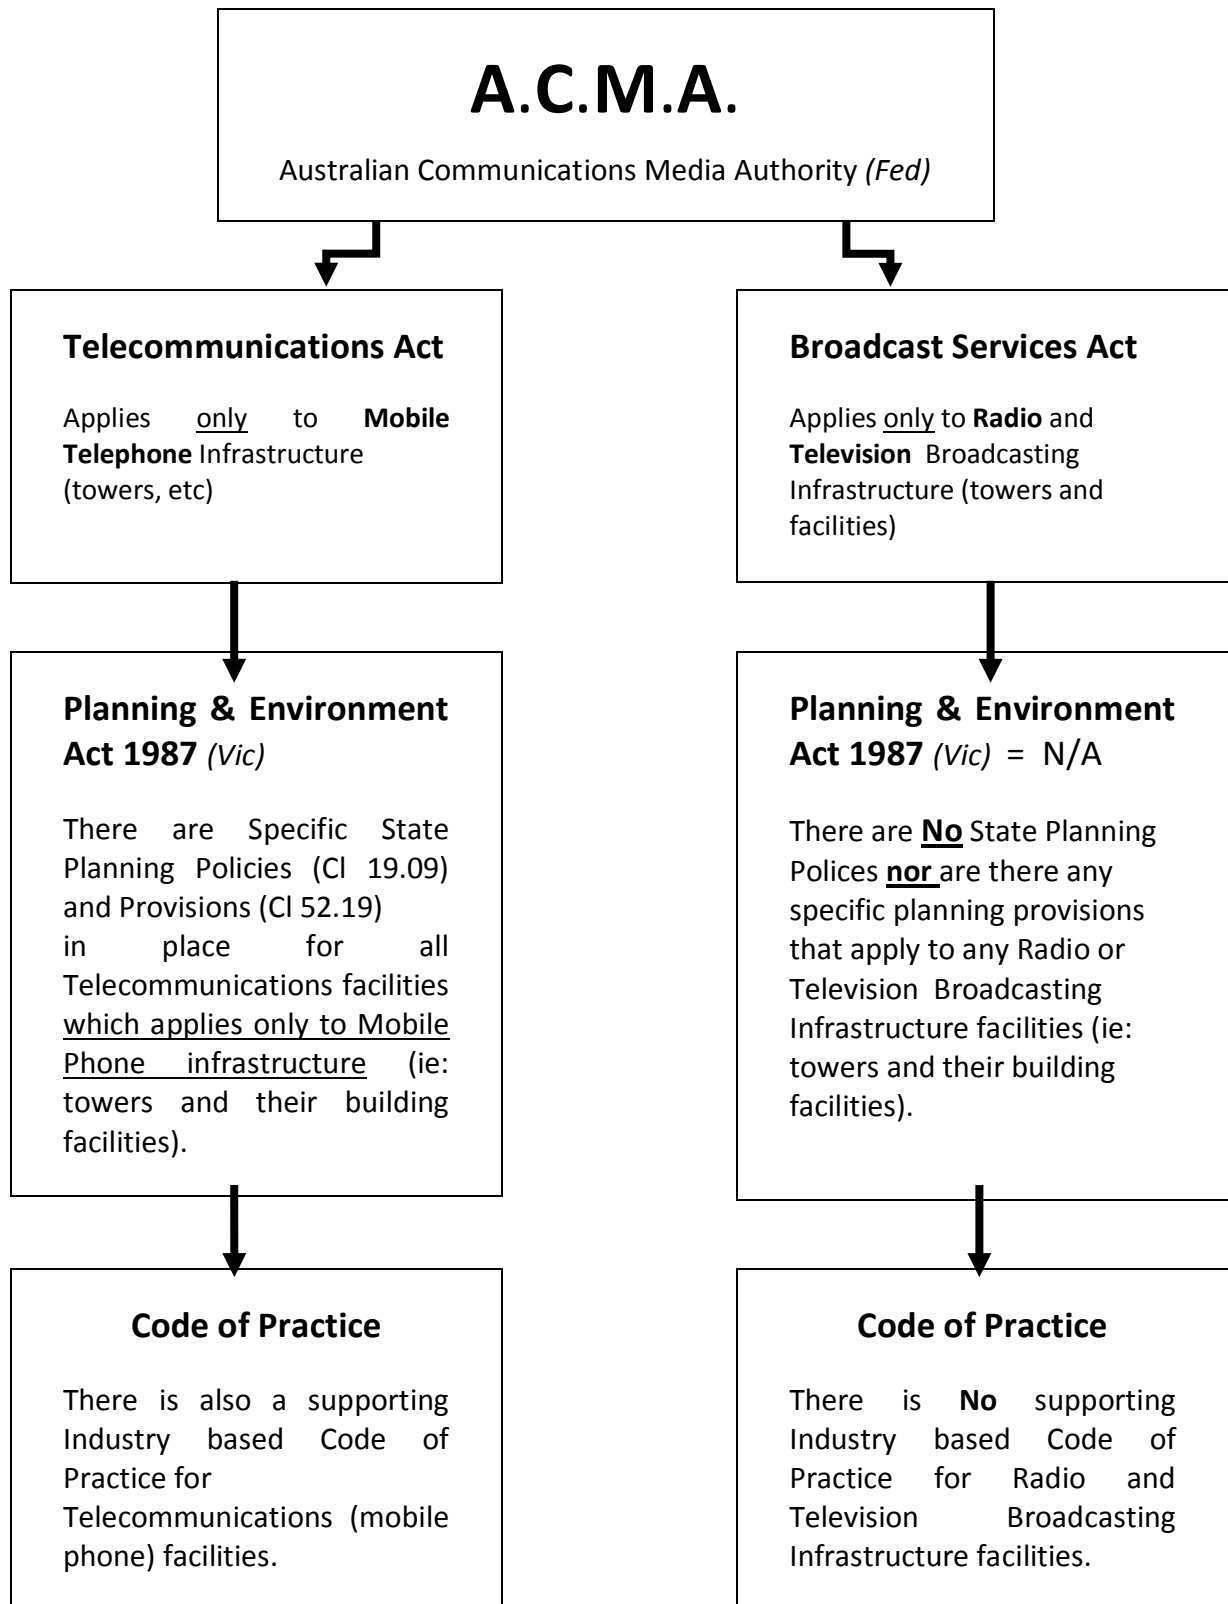 A.C.M.A.
Australian Communications Media Authority (Fed)
Telecommunications Act
Applies only to Mobile
Telephone Infrastructure
(towers, etc)
Broadcast Services Act
Applies only to Radio and
Television Broadcasting
Infrastructure (towers and
facilities)
Planning & Environment
Act 1987 (Vic)
There are Specific State
Planning Policies (Cl 19.09)
and Provisions (Cl 52.19)
in place for all
Telecommunications facilities
which applies only to Mobile
Phone infrastructure (ie:
towers and their building
facilities).
Planning & Environment
Act 1987 (Vic) = N/A
There are No State Planning
Polices nor are there any
specific planning provisions
that apply to any Radio or
Television Broadcasting
Infrastructure facilities (ie:
towers and their building
facilities).
Code of Practice
There is also a supporting
Industry based Code of
Practice for
Telecommunications (mobile
phone) facilities.
Code of Practice
There is No supporting
Industry based Code of
Practice for Radio and
Television Broadcasting
Infrastructure facilities.